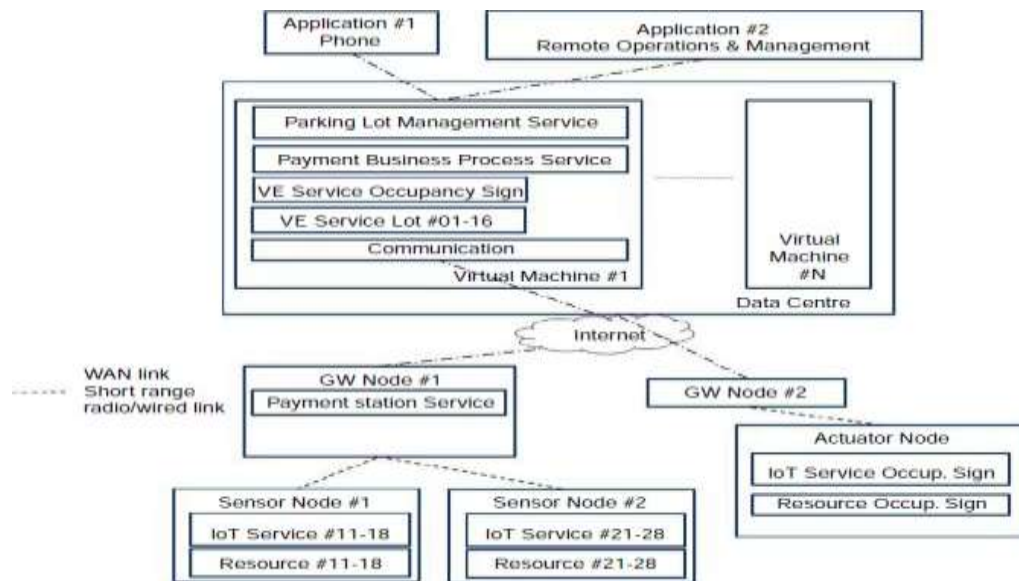 Application #1
Phone
Application #2
Remote Operations & Management
Parking Lot Management Service
Payment Business Process Service
VE Service Occupancy Sign
VE Service Lot #01-16
Communication
Virtual Machine #1
Virtual
Machine
#N
Data Centre
Internet
WAN link
Short range
radio/wired link
GW Node #1
Payment station Service
GW Node #2
Actuator Node
IoT Service Occup. Sign
Resource Occup. Sign
Sensor Node #1
IoT Service #11-18
Resource #11-18
Sensor Node #2
IoT Service #21-28
Resource #21-28